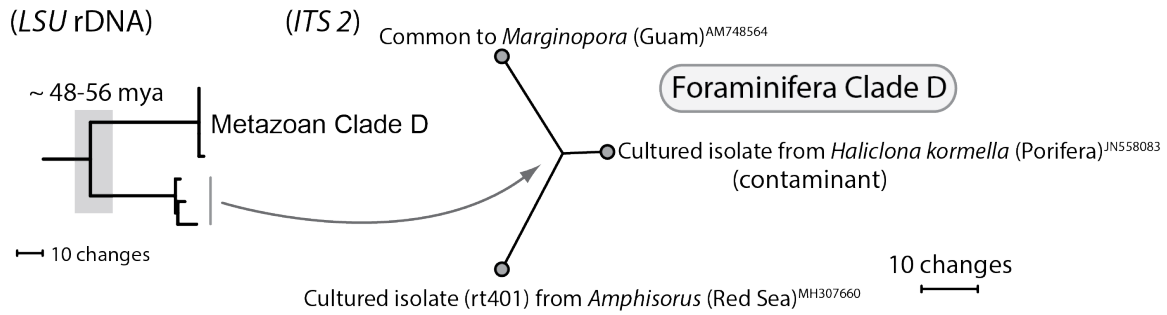 (LSU rDNA)
(ITS 2)
Common to Marginopora (Guam)AM748564
~ 48-56 mya
Foraminifera Clade D
Metazoan Clade D
Cultured isolate from Haliclona kormella (Porifera)JN558083
(contaminant)
10 changes
10 changes
Cultured isolate (rt401) from Amphisorus (Red Sea)MH307660